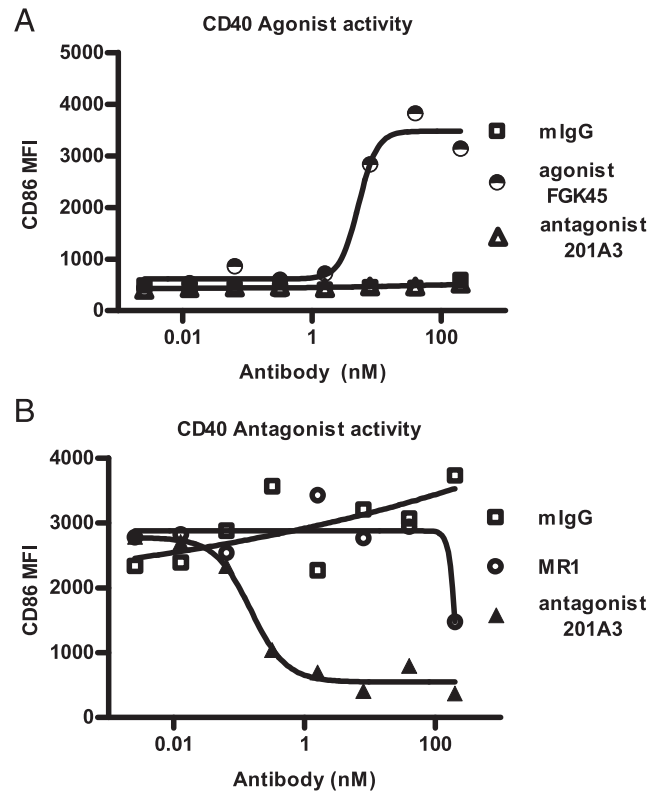 A
CD40 Agonist activity
5000
4000
3000
2000
1000
0
CD86 MFI
0.01
1
100
Antibody (nM)
mIgG
agonist
FGK45
antagonist
201A3
B
CD40 Antagonist activity
4000
3000
2000
1000
0
CD86 MFI
0.01
1
100
Antibody (nM)
mIgG
MR1
antagonist
201A3